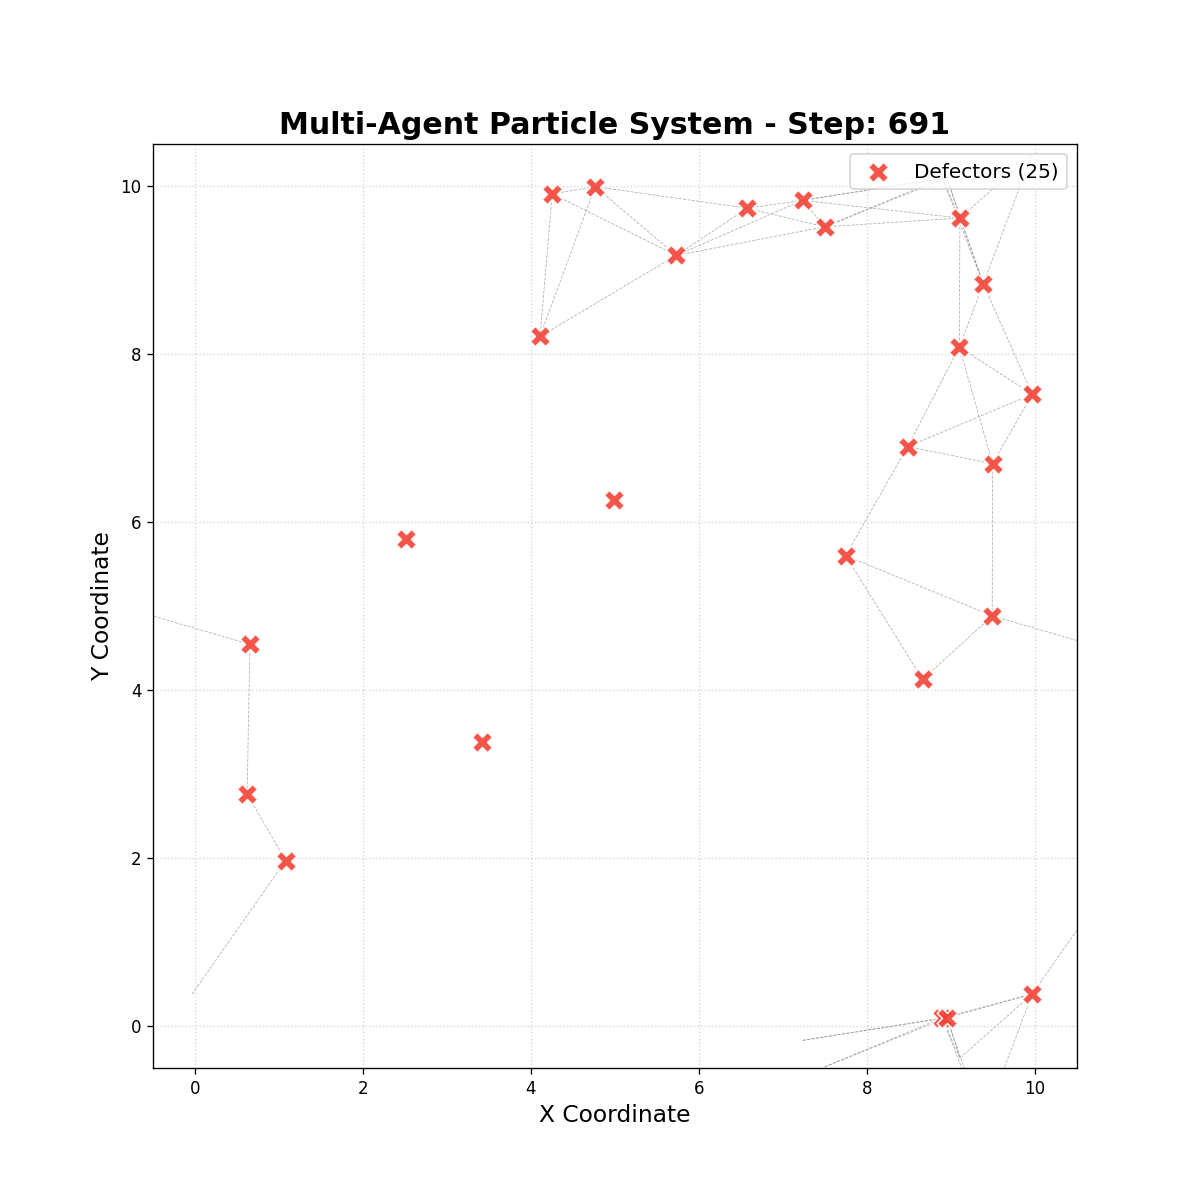 Multi-Agent Particle System - Step: 691
Defectors (25)
10
8
6
4
2
0
Y Coordinate
0 2 4 6 8 10
X Coordinate